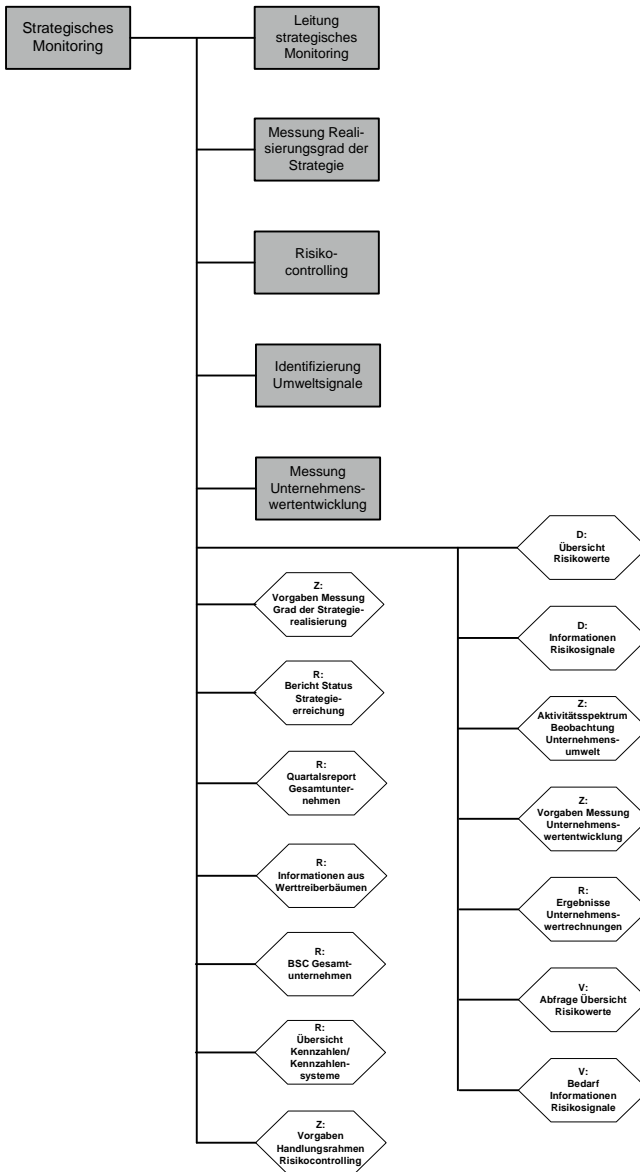 Strategisches
Monitoring
Leitung
strategisches
Monitoring
Messung Reali-
sierungsgrad der
Strategie
Risiko-
controlling
Identifizierung
Umweltsignale
Messung
Unternehmens-
wertentwicklung
Z:
Vorgaben Messung
Grad der Strategie-
realisierung
R:
Bericht Status
Strategie-
erreichung
R:
Quartalsreport
Gesamtunter-
nehmen
R:
Informationen aus
Werttreiberbäumen
R:
BSC Gesamt-
unternehmen
R:
Übersicht
Kennzahlen/
Kennzahlen-
systeme
Z:
Vorgaben
Handlungsrahmen
Risikocontrolling
D:
Übersicht
Risikowerte
D:
Informationen
Risikosignale
Z:
Aktivitätsspektrum
Beobachtung
Unternehmens-
umwelt
Z:
Vorgaben Messung
Unternehmens-
wertentwicklung
R:
Ergebnisse
Unternehmens-
wertrechnungen
V:
Abfrage Übersicht
Risikowerte
V:
Bedarf
Informationen
Risikosignale